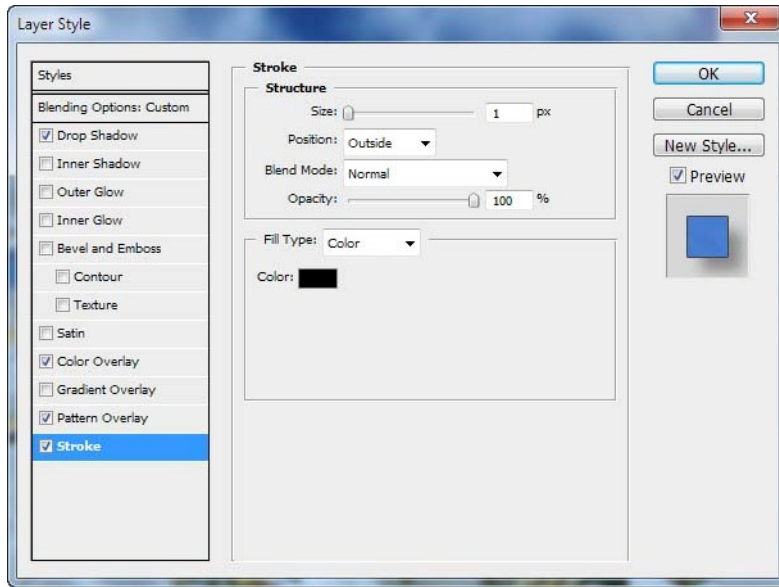 Layer Style
Styles
Blending Options: Custom
Drop Shadow
Inner Shadow
Outer Glow
Inner Glow
Bevel and Emboss
Contour
Texture
Satin
Color Overlay
Gradient Overlay
Pattern Overlay
Stroke
Stroke
Structure
Size: 1 px
Position: Outside
Blend Mode: Normal
Opacity: 100 %
Fill Type: Color
Color:
OK
Cancel
New Style...
Preview